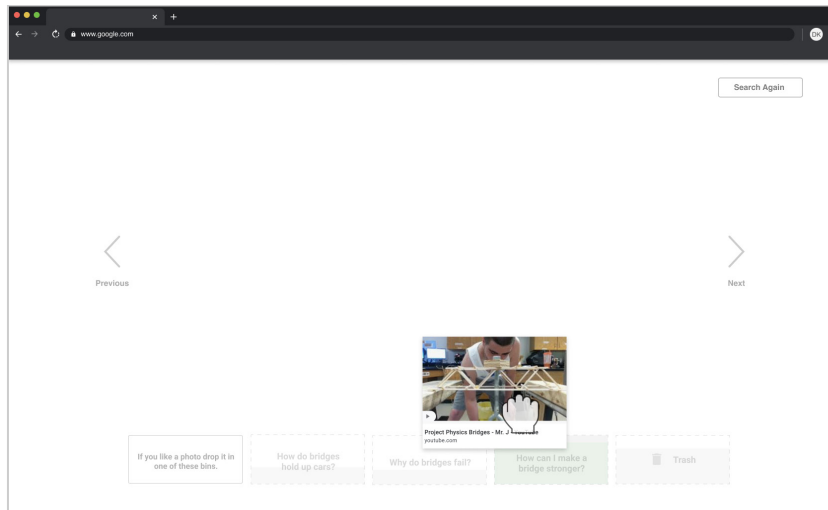 www.google.com
DK
Search Again
Previous
Next
Project Physics Bridges - Mr. J - YouTube
youtube.com
If you like a photo drop it in
one of these bins.
How do bridges
hold up cars?
Why do bridges fail?
How can I make a
bridge stronger?
Trash